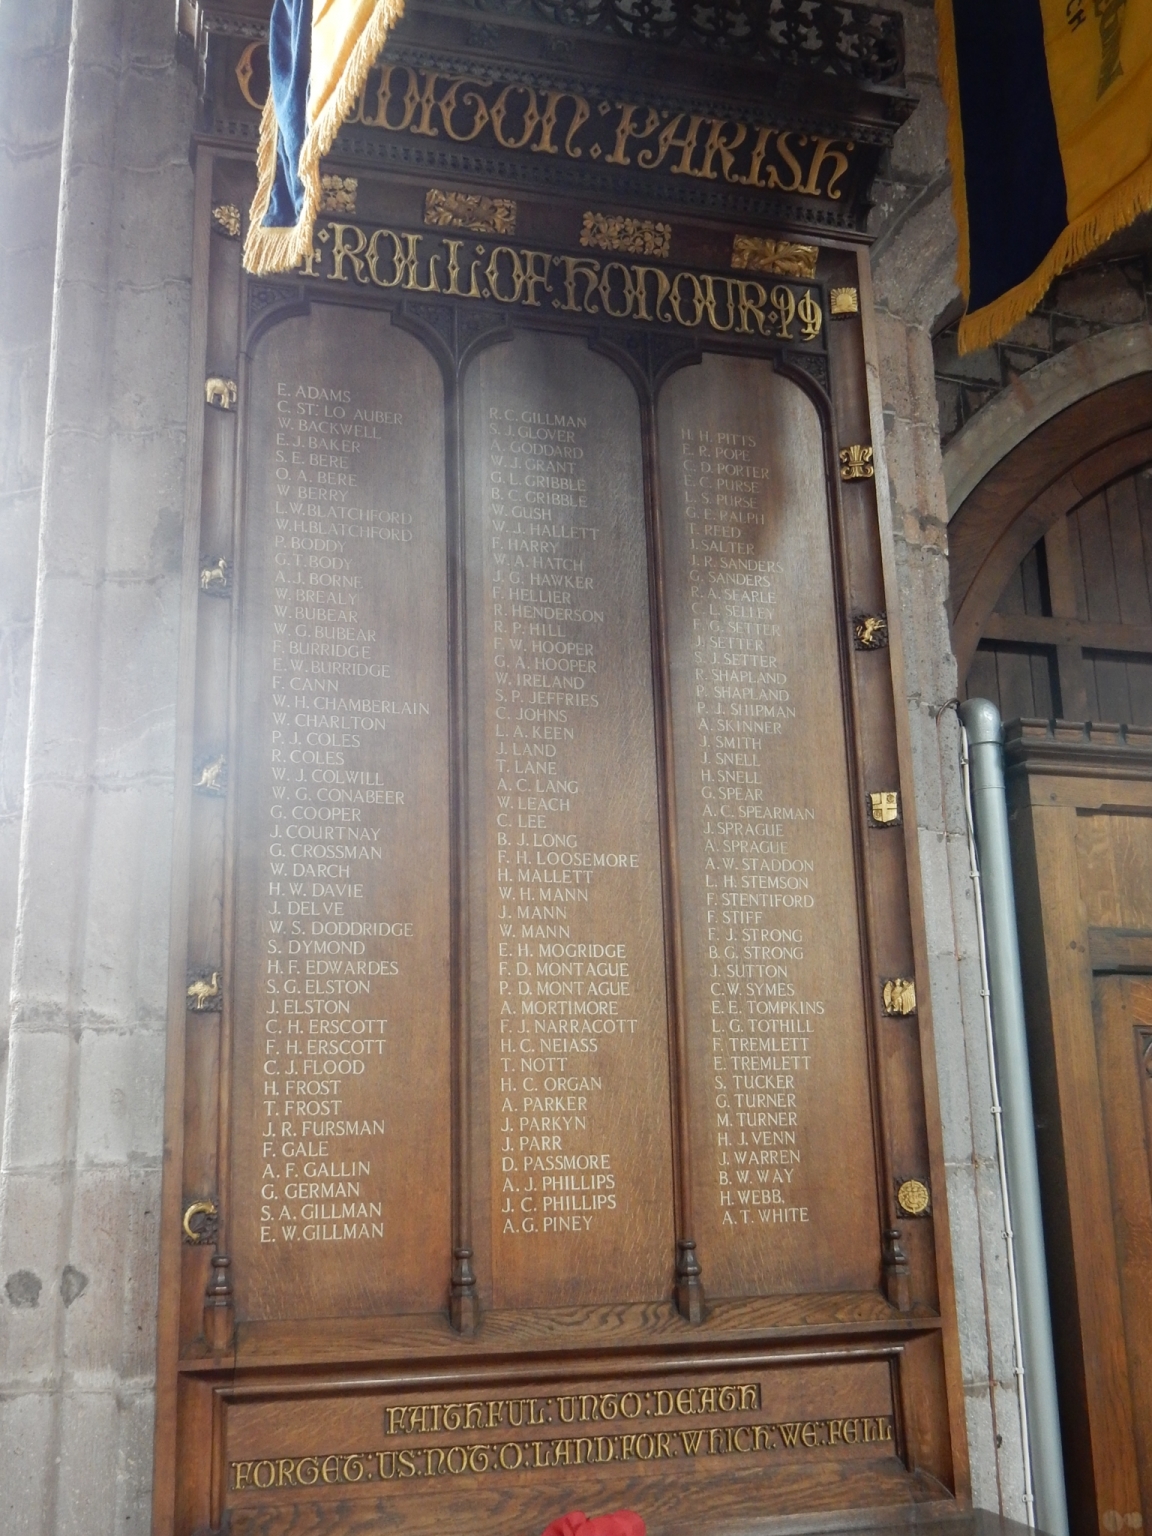 PARISH
ROLL:OF:HONOUR
E. ADAMS
C. ST. LO AUBER
W. BACKWELL
E. J. BAKER
S. E. BERE
O. A. BERE
W BERRY
L. W. BLATCHFORD
W. H. BLATCHFORD
P. BODDY
G. T. BODY
A. J. BORNE
W. BREALY
W. BUBEAR
W. G. BUBEAR
F. BURRIDGE
E. W. BURRIDGE
F. CANN
W. H. CHAMBERLAIN
W. CHARLTON
P. J. COLES
R. COLES
W. J. COLWILL
W. G. CONABEER
G. COOPER
J. COURTNAY
G. CROSSMAN
W. DARCH
H. W. DAVIE
J. DELVE
W. S. DODDRIDGE
S. DYMOND
H. F. EDWARDES
S. G. ELSTON
J. ELSTON
C. H. ERSCOTT
F. H. ERSCOTT
C. J. FLOOD
H. FROST
T. FROST
J. R. FURSMAN
F. GALE
A. F. GALLIN
G. GERMAN
S. A. GILLMAN
E. W. GILLMAN
R. C. GILLMAN
S. J. GLOVER
A. GODDARD
W. J. GRANT
G. L. GRIBBLE
B. C. GRIBBLE
W. GUSH
W. J. HALLETT
F. HARRY
W. A. HATCH
J. G. HAWKER
F. HELLIER
R. HENDERSON
R. P. HILL
F. W. HOOPER
G. A. HOOPER
W. IRELAND
S. P. JEFFRIES
C. JOHNS
L. A. KEEN
J. LAND
T. LANE
A. C. LANG
W. LEACH
C. LEE
B. J. LONG
F. H. LOOSEMORE
H. MALLETT
W. H. MANN
J. MANN
W. MANN
E. H. MOGRIDGE
F. D. MONTAGUE
P. D. MONTAGUE
A. MORTIMORE
F. J. NARRACOTT
H. C. NEIASS
T. NOTT
H. C. ORGAN
A. PARKER
J. PARKYN
J. PARR
D. PASSMORE
A. J. PHILLIPS
J. C. PHILLIPS
A. G. PINEY
H. H. PITTS
E. R. POPE
C. D. PORTER
E. C. PURSE
L. S. PURSE
G. E. RALPH
T. REED
J. SALTER
J. R. SANDERS
G. SANDERS
R. A. SEARLE
C. L. SELLEY
F. G. SETTER
J. SETTER
S. J. SETTER
R. SHAPLAND
P. SHAPLAND
P. J. SHIPMAN
A. SKINNER
J. SMITH
J. SNELL
H. SNELL
G. SPEAR
A. C. SPEARMAN
J. SPRAGUE
A. SPRAGUE
A. W. STADDON
L. H. STEMSON
F. STENTIFORD
F. STIFF
F. J. STRONG
B. G. STRONG
J. SUTTON
C. W. SYMES
E. E. TOMPKINS
L. G. TOTHILL
F. TREMLETT
E. TREMLETT
S. TUCKER
G. TURNER
M. TURNER
H. J. VENN
J. WARREN
B. W. WAY
H. WEBB.
A. T. WHITE
FAITHFUL:UNTO:DEATH
FORGET:US:NOT:O:LAND:FOR:WHICH:WE:FELL